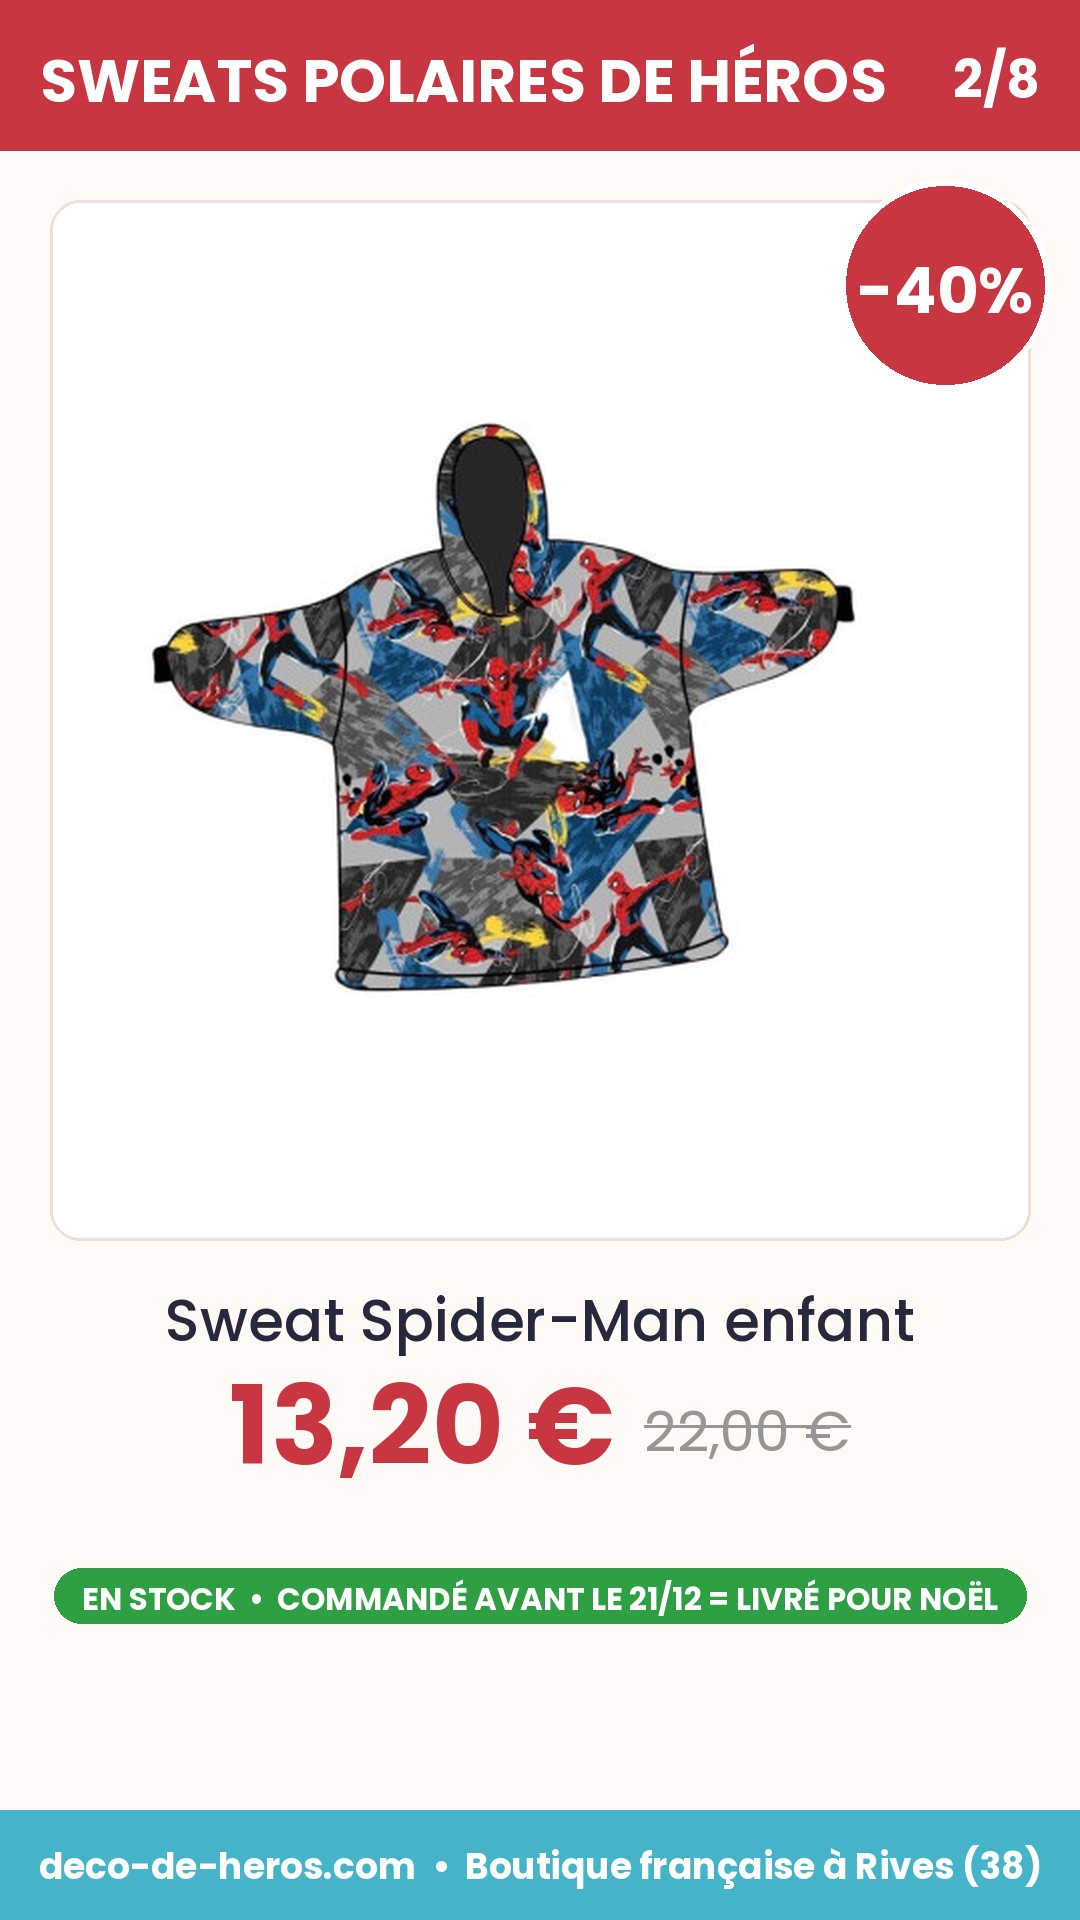 SWEATS POLAIRES DE HÉROS 2/8
-40%
Sweat Spider-Man enfant
13,20 € 22,00 €
EN STOCK • COMMANDÉ AVANT LE 21/12 = LIVRÉ POUR NOËL
deco-de-heros.com • Boutique française à Rives (38)